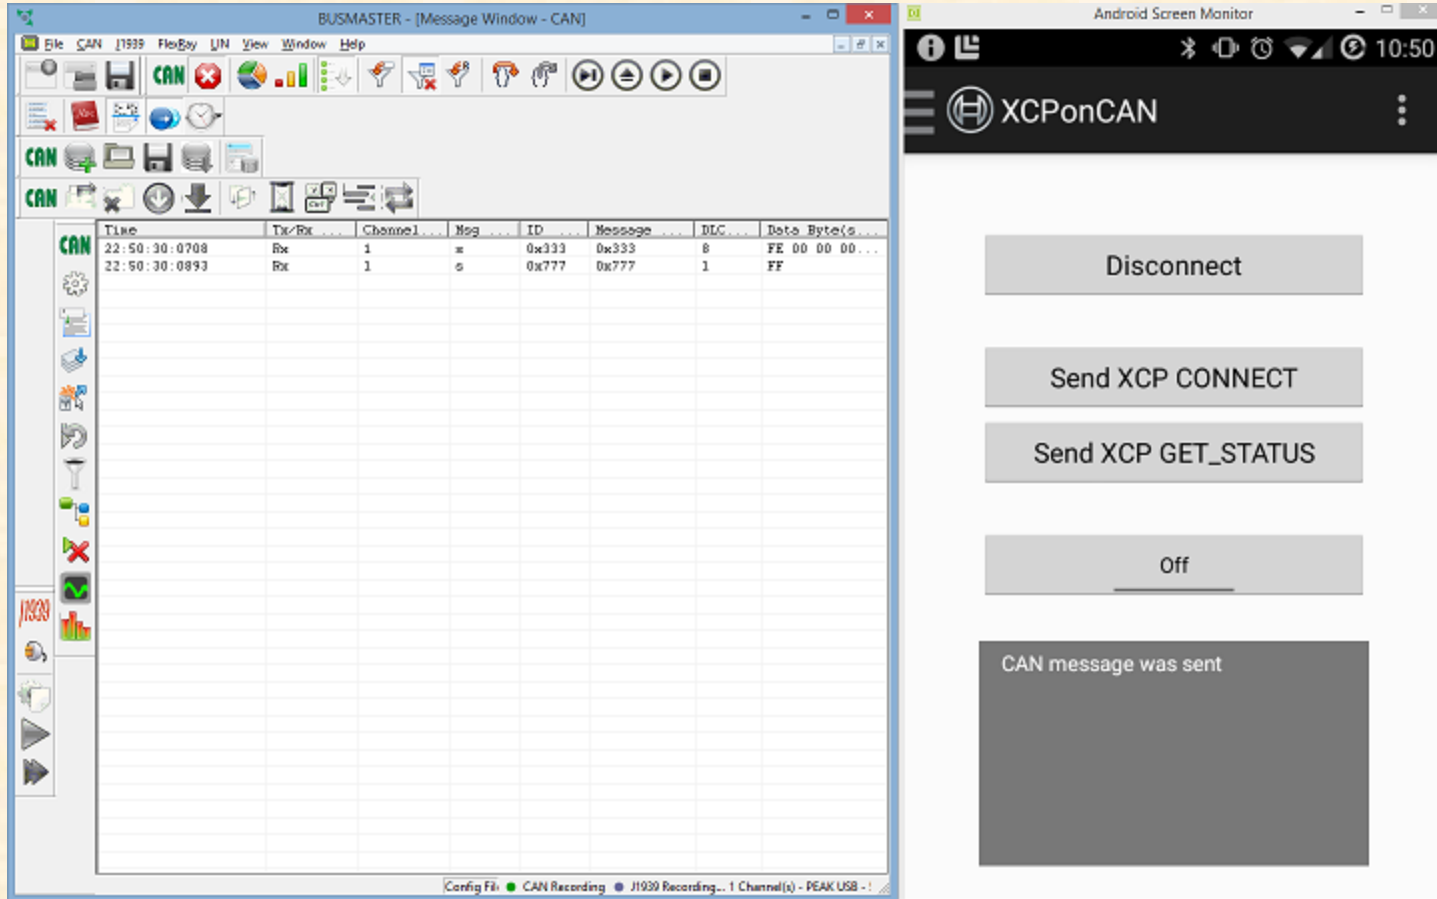 BUSMASTER - [Message Window - CAN]
File CAN J1939 FlexRay LIN View Window Help
CAN
CAN
CAN
CAN
J1939
Time Tx/Rx ... Channel... Msg ... ID ... Message ... DLC... Data Byte(s...
22:50:30:0708 Rx 1 x 0x333 0x333 8 FE 00 00 00...
22:50:30:0893 Rx 1 s 0x777 0x777 1 FF
Config Fil CAN Recording J1939 Recording... 1 Channel(s) - PEAK USB -
Android Screen Monitor
10:50
XCPonCAN
Disconnect
Send XCP CONNECT
Send XCP GET_STATUS
Off
CAN message was sent